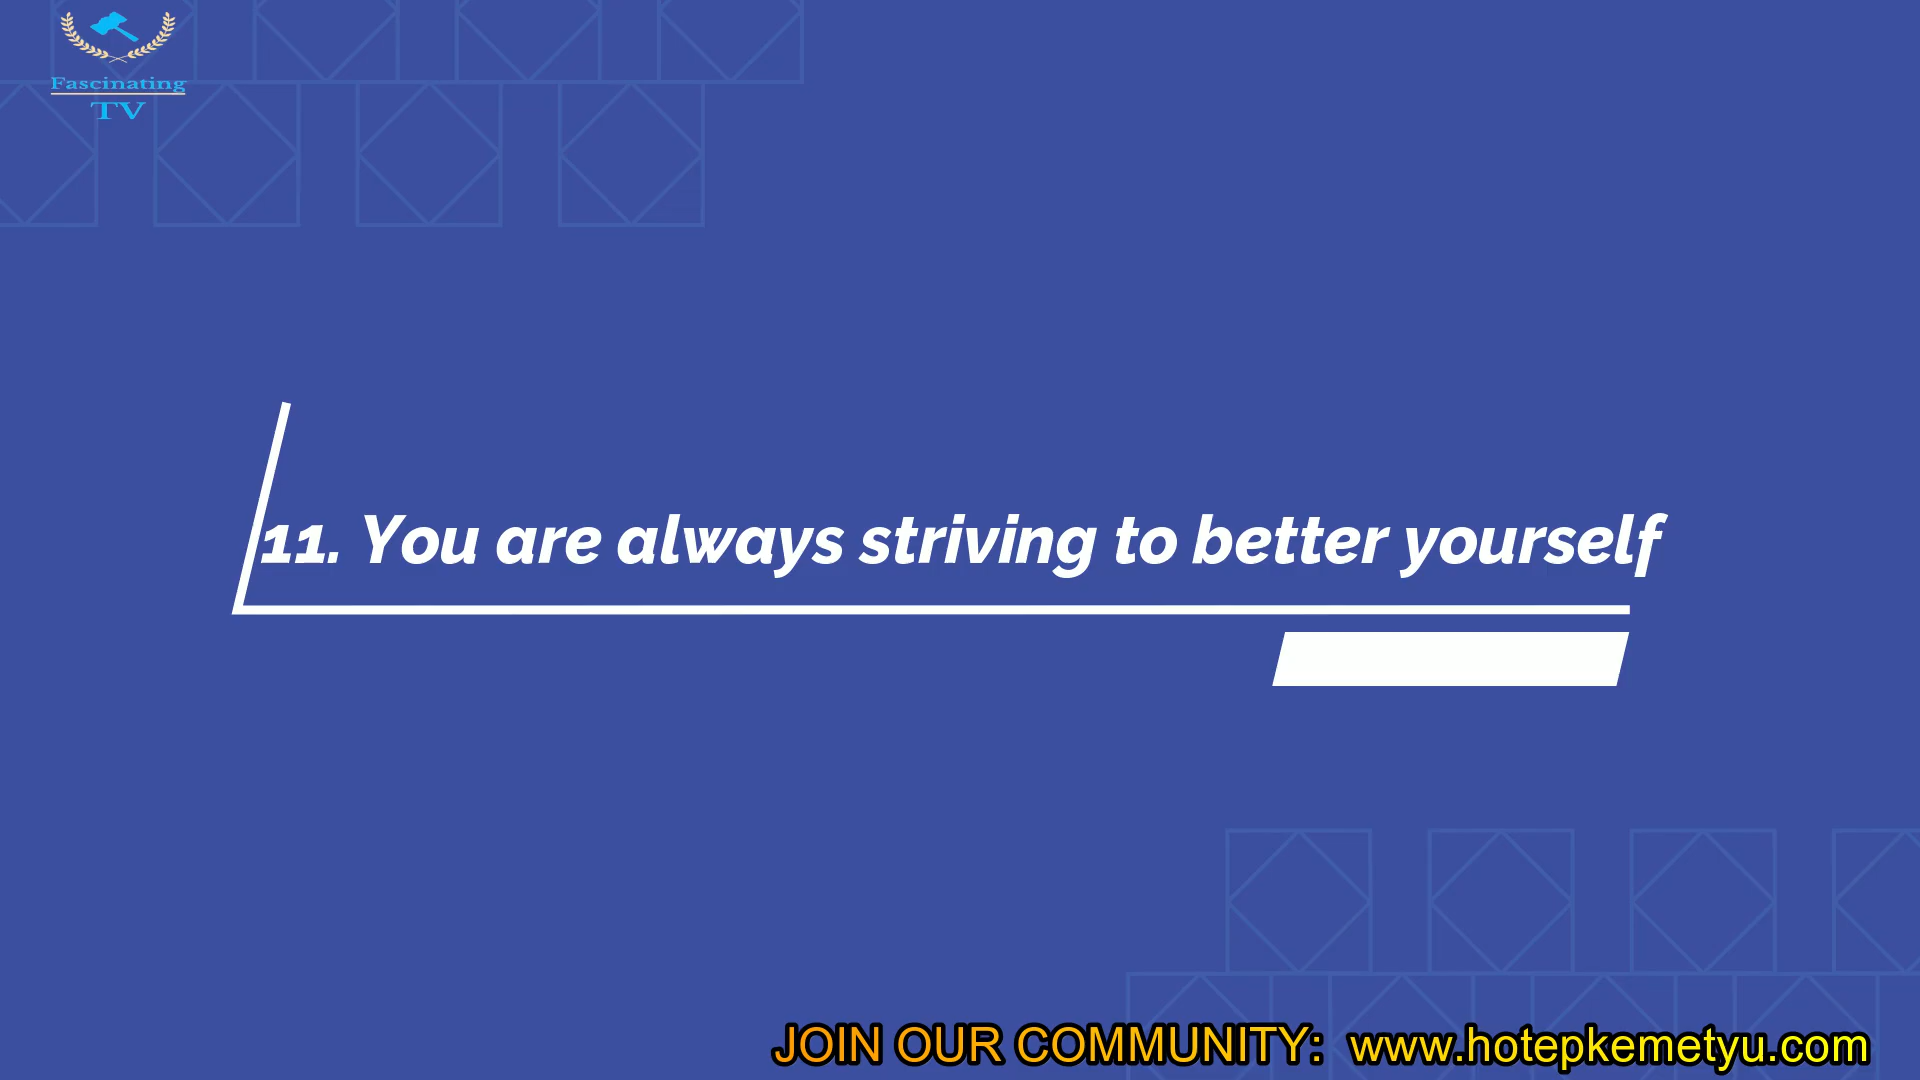 Fascinating
TV
11. You are always striving to better yourself
JOIN OUR COMMUNITY: www.hotepkemetyu.com